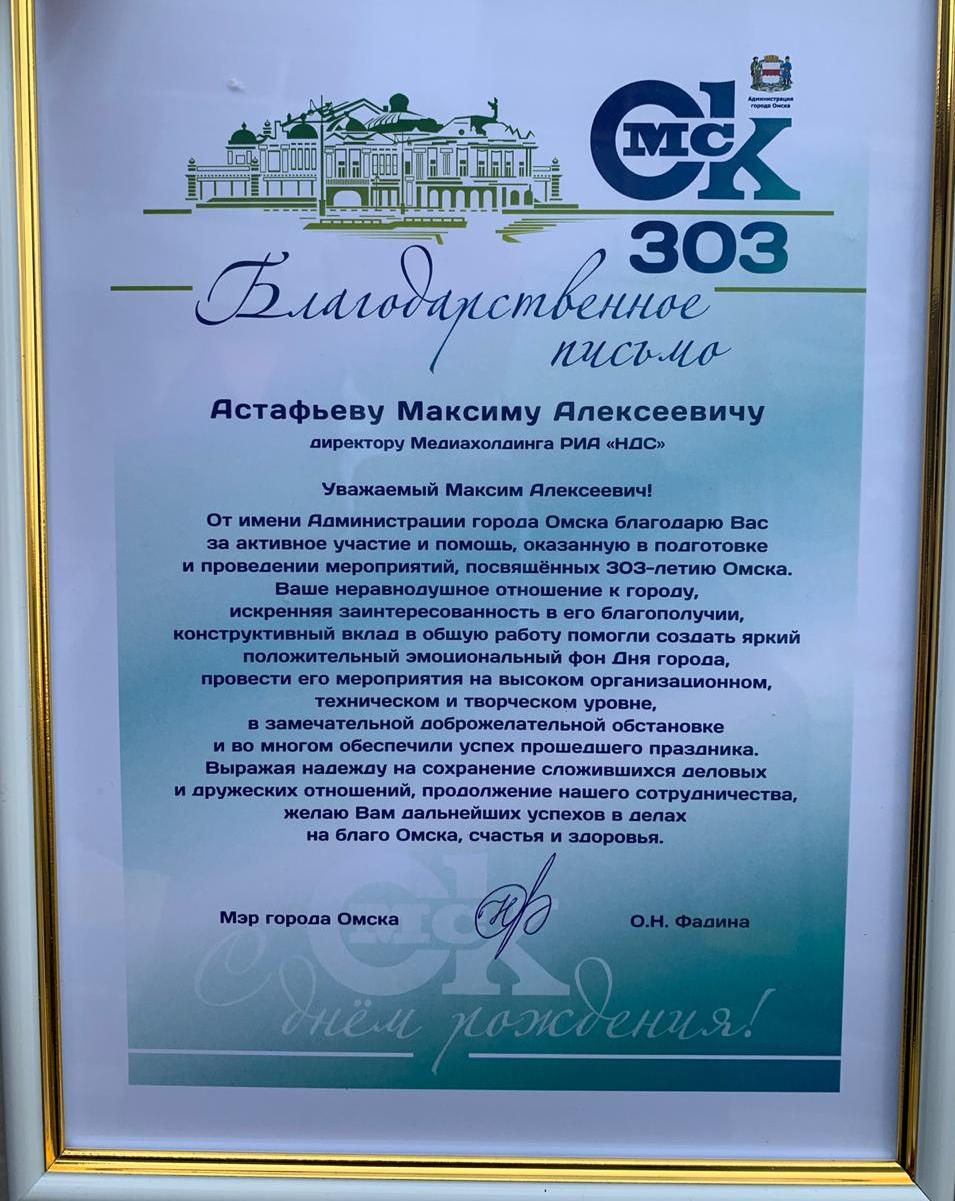 Администрация
города Омска
ОМСК
303
Благодарственное
письмо
Астафьеву Максиму Алексеевичу
директору Медиахолдинга РИА «НДС»
Уважаемый Максим Алексеевич!
От имени Администрации города Омска благодарю Вас
за активное участие и помощь, оказанную в подготовке
и проведении мероприятий, посвящённых 303-летию Омска.
Ваше неравнодушное отношение к городу,
искренняя заинтересованность в его благополучии,
конструктивный вклад в общую работу помогли создать яркий
положительный эмоциональный фон Дня города,
провести его мероприятия на высоком организационном,
техническом и творческом уровне,
в замечательной доброжелательной обстановке
и во многом обеспечили успех прошедшего праздника.
Выражая надежду на сохранение сложившихся деловых
и дружеских отношений, продолжение нашего сотрудничества,
желаю Вам дальнейших успехов в делах
на благо Омска, счастья и здоровья.
Мэр города Омска О.Н. Фадина
ОМСК
С днём рождения!